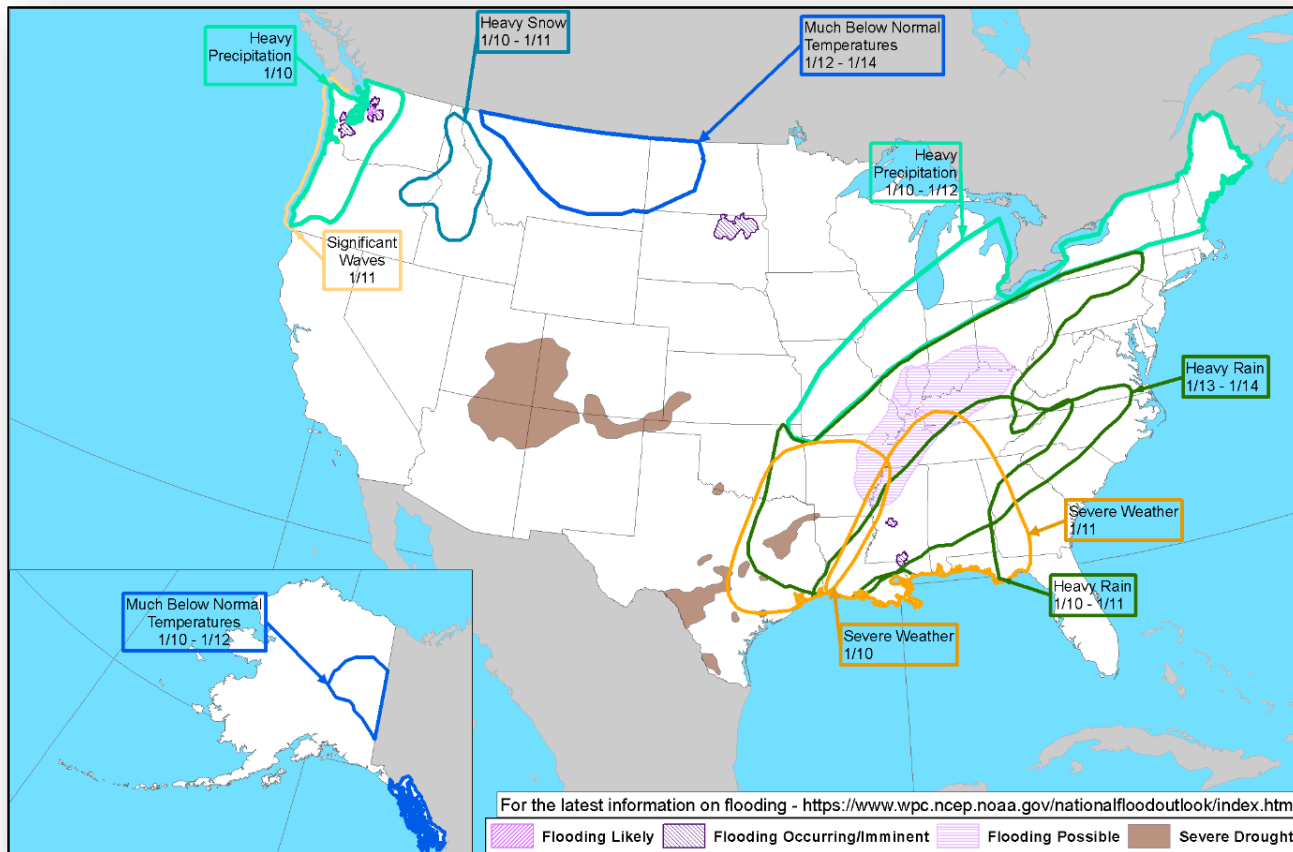 Heavy Snow
1/10 - 1/11
Much Below Normal
Temperatures
1/12 - 1/14
Heavy
Precipitation
1/10
Heavy
Precipitation
1/10 - 1/12
Significant
Waves
1/11
Heavy Rain
1/13 - 1/14
Severe Weather
1/11
Heavy Rain
1/10 - 1/11
Much Below Normal
Temperatures
1/10 - 1/12
Severe Weather
1/10
For the latest information on flooding - https://www.wpc.ncep.noaa.gov/nationalfloodoutlook/index.htm
Flooding Likely
Flooding Occurring/Imminent
Flooding Possible
Severe Drought